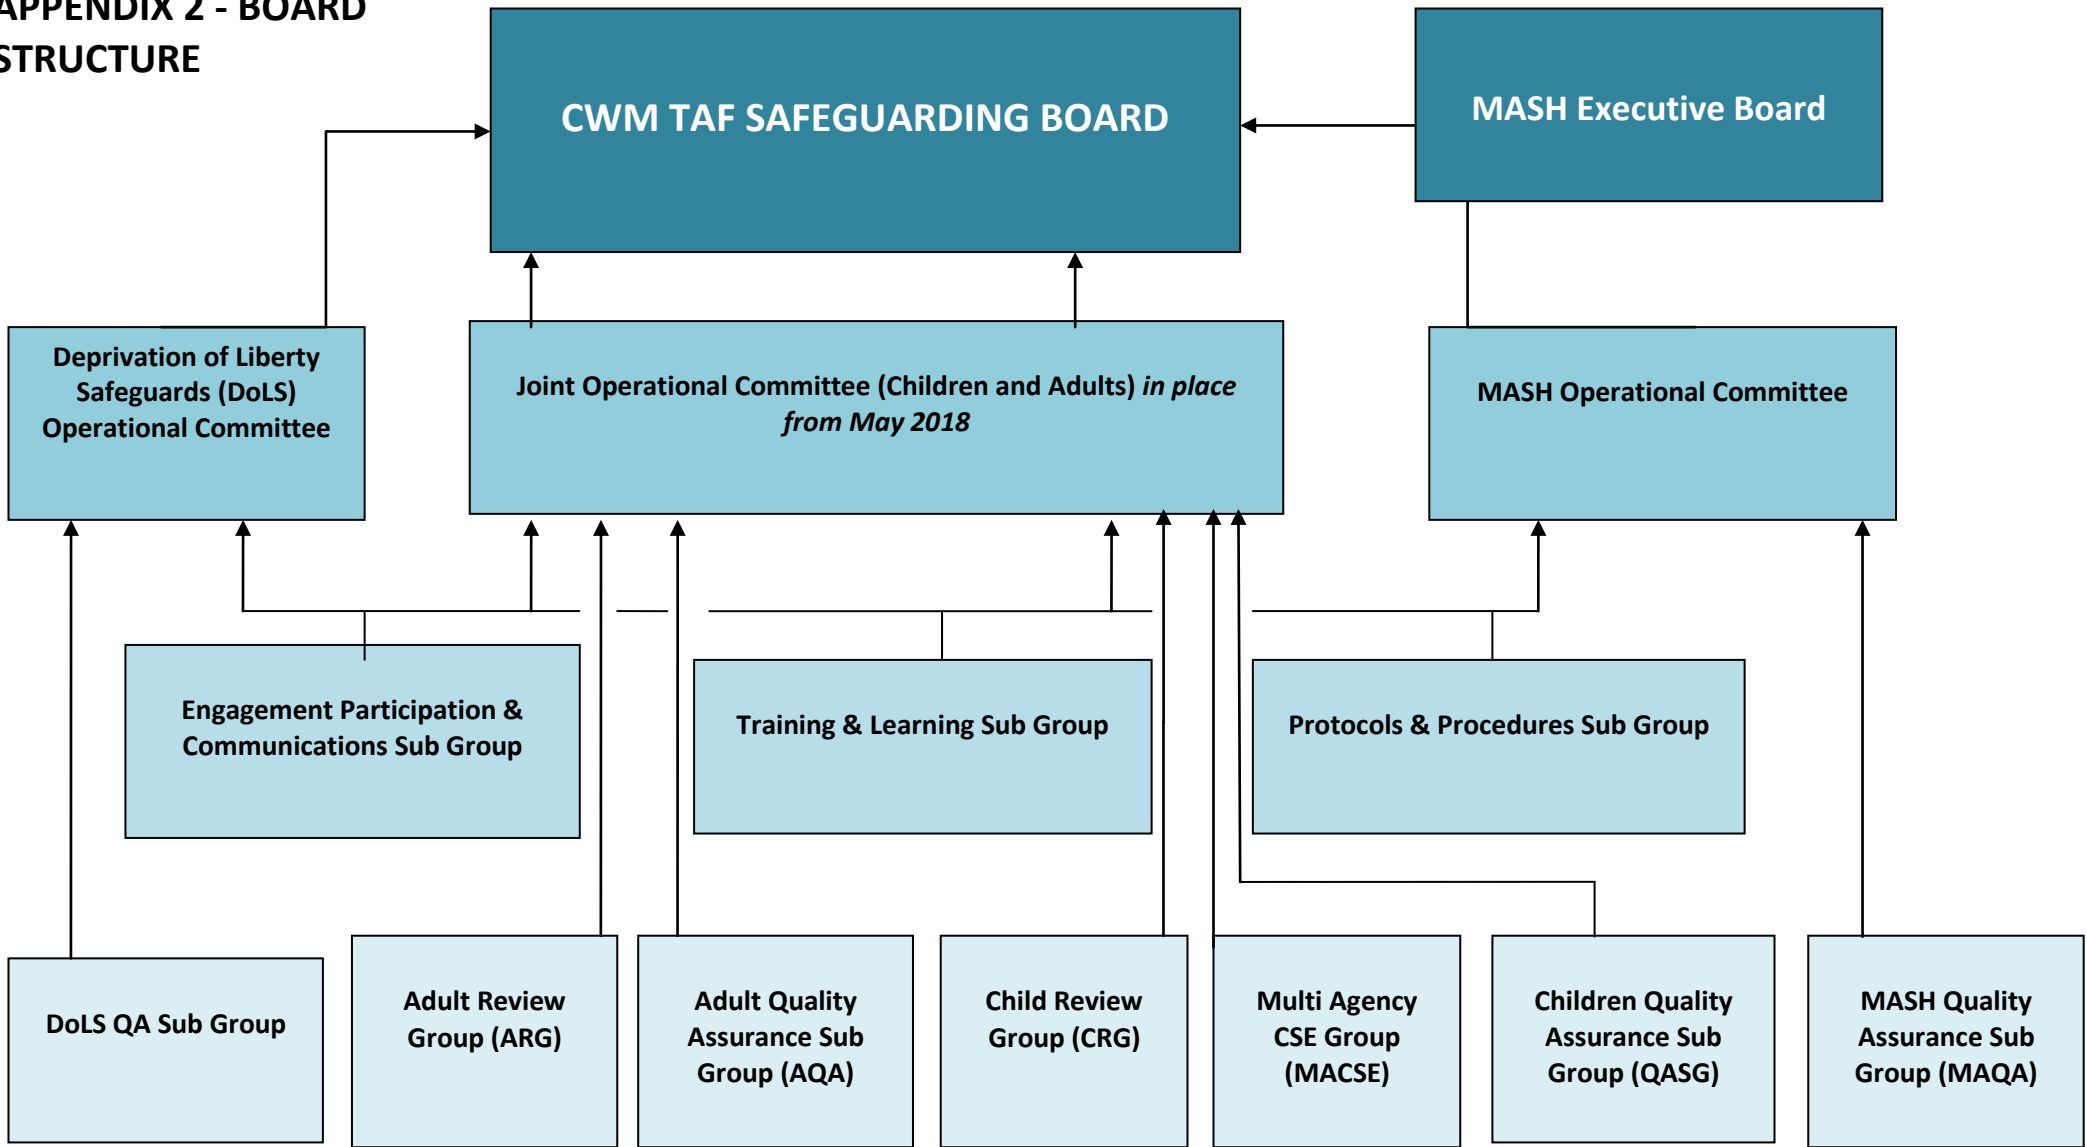 APPENDIX 2 - BOARD
STRUCTURE
CWM TAF SAFEGUARDING BOARD
MASH Executive Board
Deprivation of Liberty
Safeguards (DoLS)
Operational Committee
Joint Operational Committee (Children and Adults) in place
from May 2018
MASH Operational Committee
Engagement Participation &
Communications Sub Group
Training & Learning Sub Group
Protocols & Procedures Sub Group
DoLS QA Sub Group
Adult Review
Group (ARG)
Adult Quality
Assurance Sub
Group (AQA)
Child Review
Group (CRG)
Multi Agency
CSE Group
(MACSE)
Children Quality
Assurance Sub
Group (QASG)
MASH Quality
Assurance Sub
Group (MAQA)